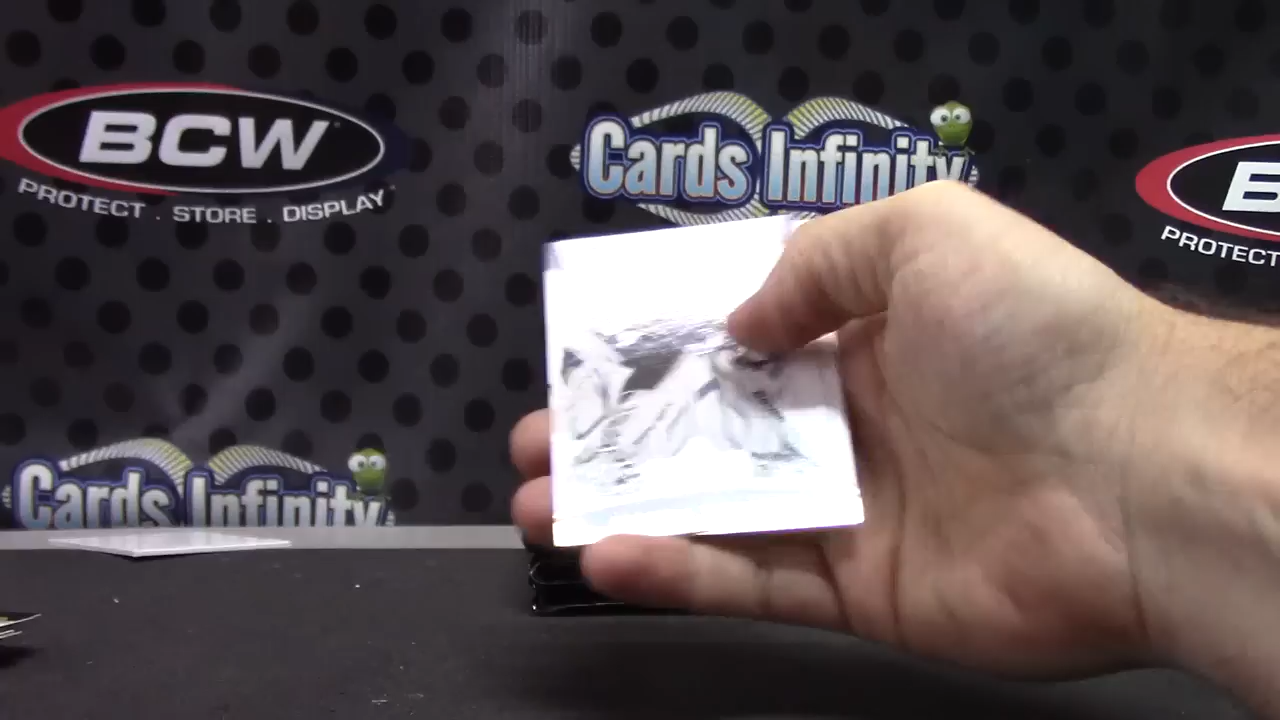 BCW
PROTECT . STORE . DISPLAY
Cards Infinity
B
PROTECT
Cards Infinity